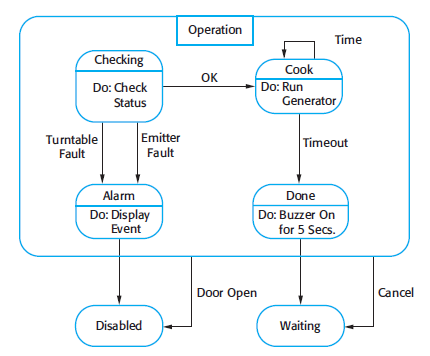 Operation
Time
Checking
Do: Check
Status
OK
Cook
Do: Run
Generator
Turntable
Fault
Emitter
Fault
Timeout
Alarm
Do: Display
Event
Done
Do: Buzzer On
for 5 Secs.
Door Open
Cancel
Disabled
Waiting